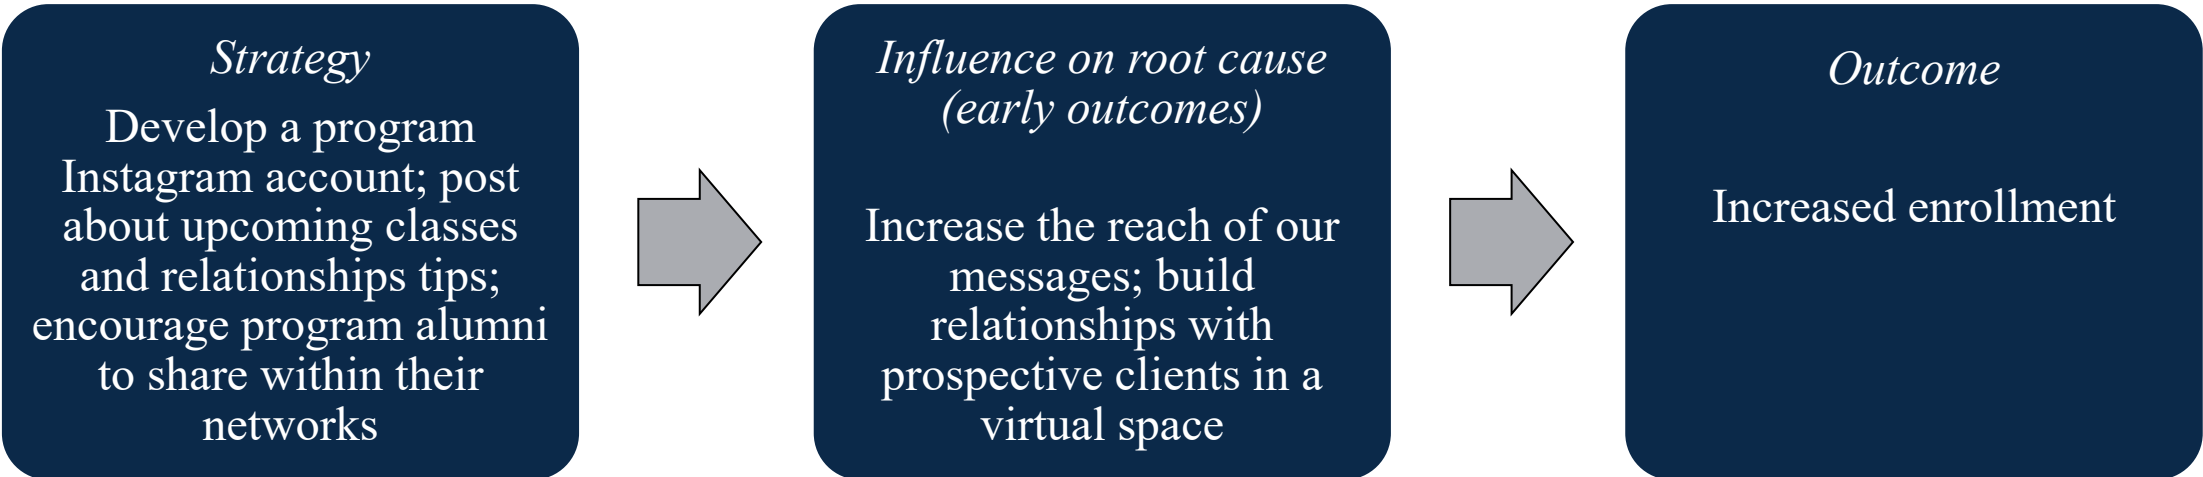 Strategy
Develop a program
Instagram account; post
about upcoming classes
and relationships tips;
encourage program alumni
to share within their
networks
Influence on root cause
(early outcomes)
Increase the reach of our
messages; build
relationships with
prospective clients in a
virtual space
Outcome
Increased enrollment